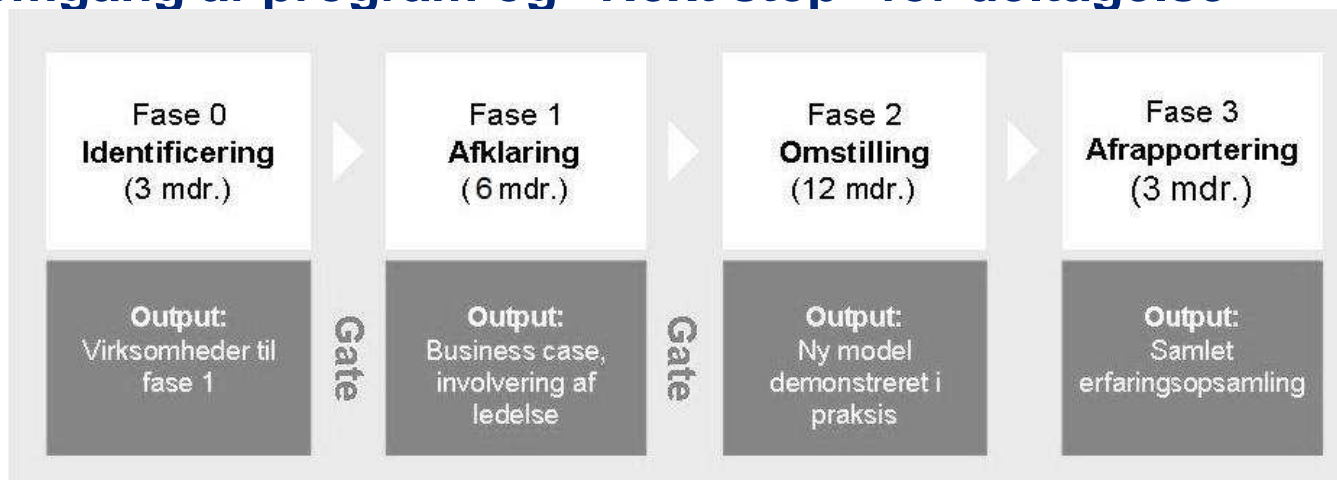 Fase 0
Identificering
(3 mdr.)
Output:
Virksomheder til
fase 1
Gate
Fase 1
Afklaring
(6 mdr.)
Output:
Business case,
involvering af
ledelse
Gate
Fase 2
Omstilling
(12 mdr.)
Output:
Ny model
demonstreret i
praksis
Fase 3
Afrapportering
(3 mdr.)
Output:
Samlet
erfaringsopsamling